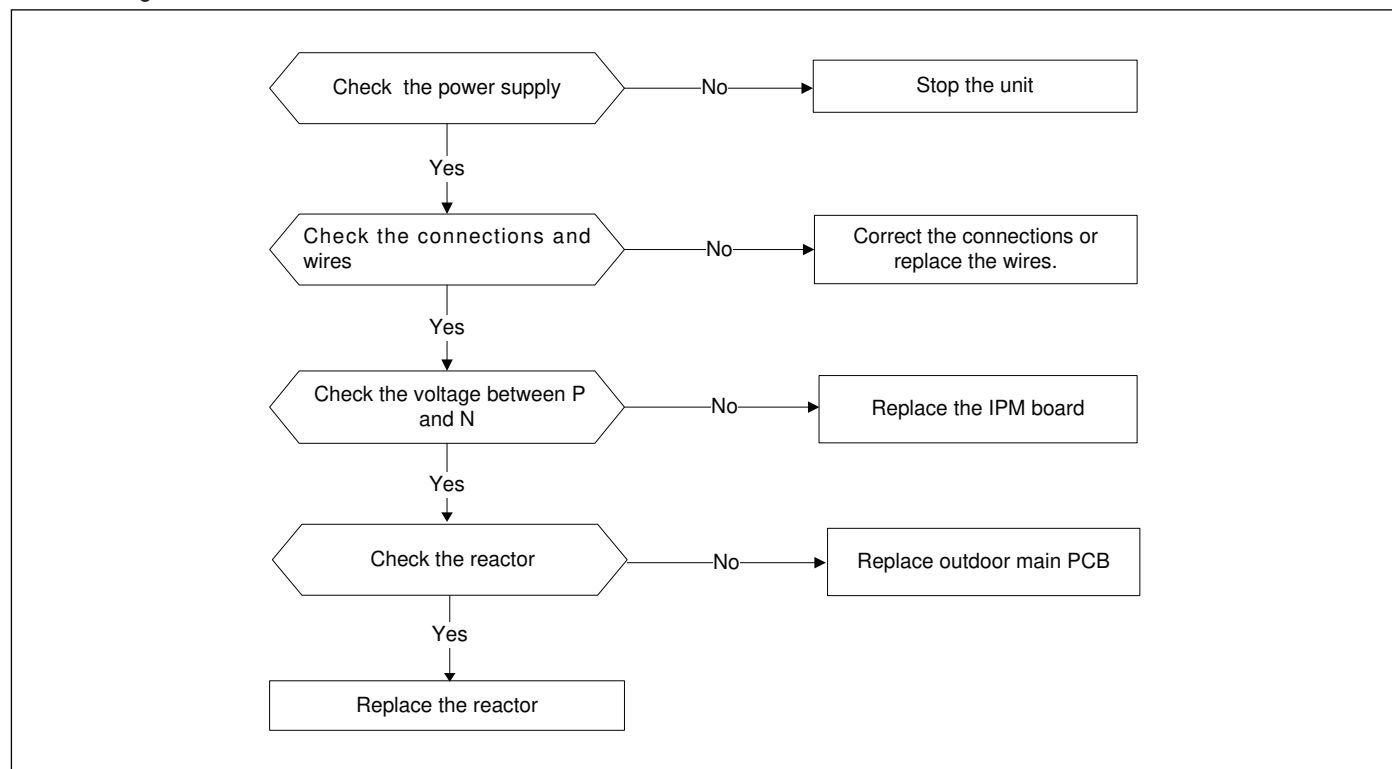 Check the power supply
No
Stop the unit
Yes
Check the connections and
wires
No
Correct the connections or
replace the wires.
Yes
Check the voltage between P
and N
No
Replace the IPM board
Yes
Check the reactor
No
Replace outdoor main PCB
Yes
Replace the reactor